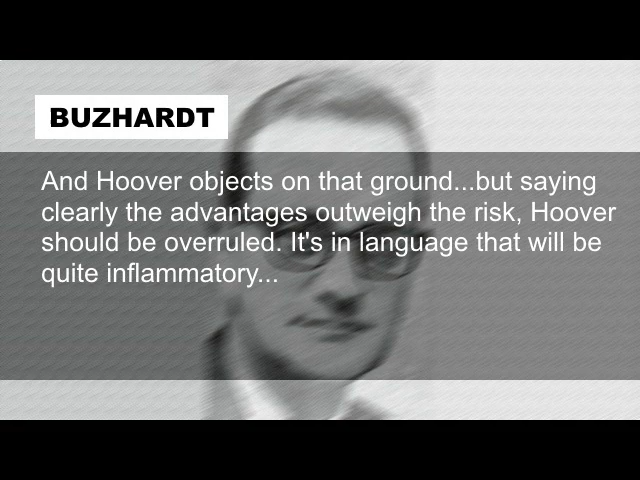 BUZHARDT
And Hoover objects on that ground...but saying
clearly the advantages outweigh the risk, Hoover
should be overruled. It's in language that will be
quite inflammatory...